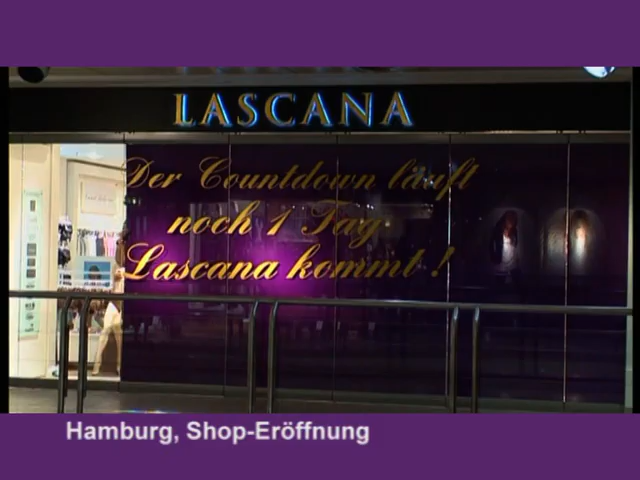 LASCANA
Der Countdown läuft
noch 1 Tag
Lascana kommt!
Hamburg, Shop-Eröffnung